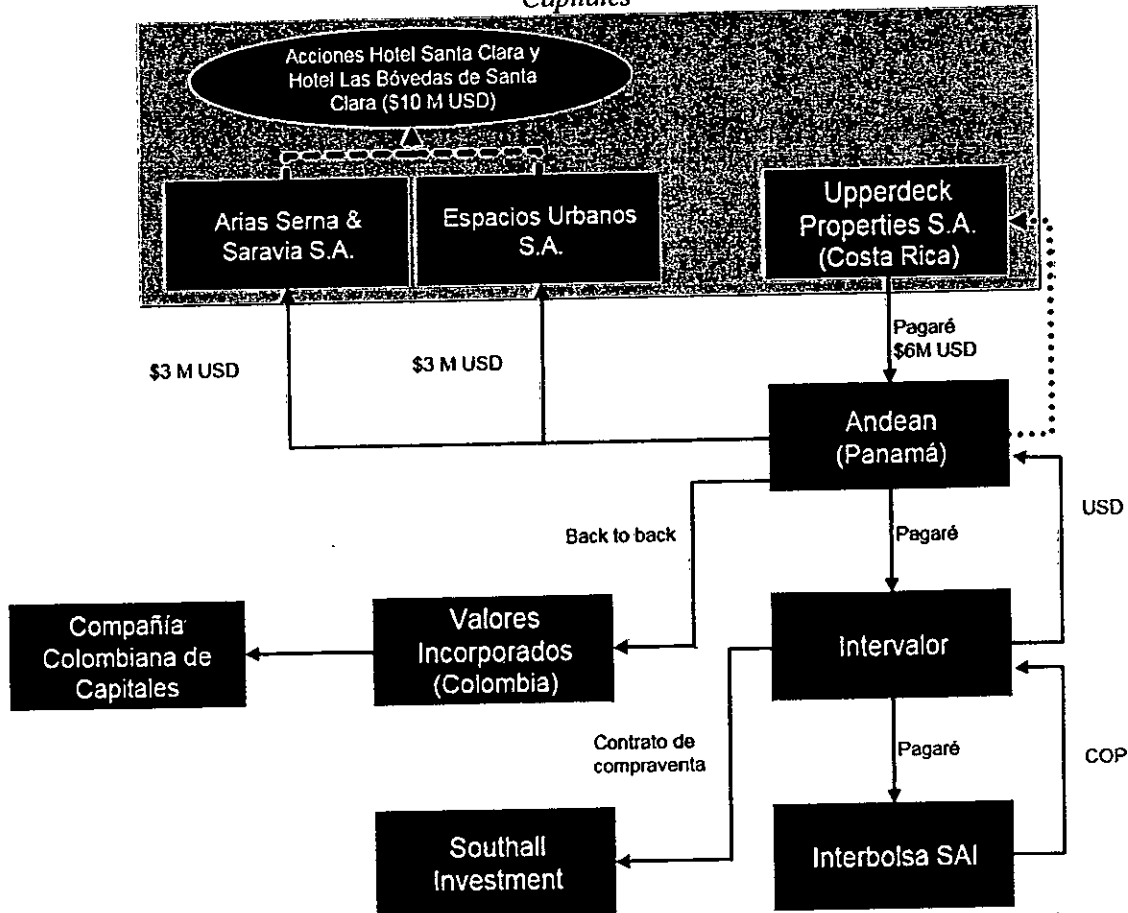 Capitales
Acciones Hotel Santa Clara y
Hotel Las Bóvedas de Santa
Clara ($10 M USD)
Arias Serna &
Saravia S.A.
Espacios Urbanos
S.A.
Upperdeck
Properties S.A.
(Costa Rica)
$3 M USD
$3 M USD
Pagaré
$6M USD
Andean
(Panamá)
USD
Back to back
Pagaré
Compañía
Colombiana de
Capitales
Valores
Incorporados
(Colombia)
Intervalor
Contrato de
compraventa
Pagaré
COP
Southall
Investment
Interbolsa SAI